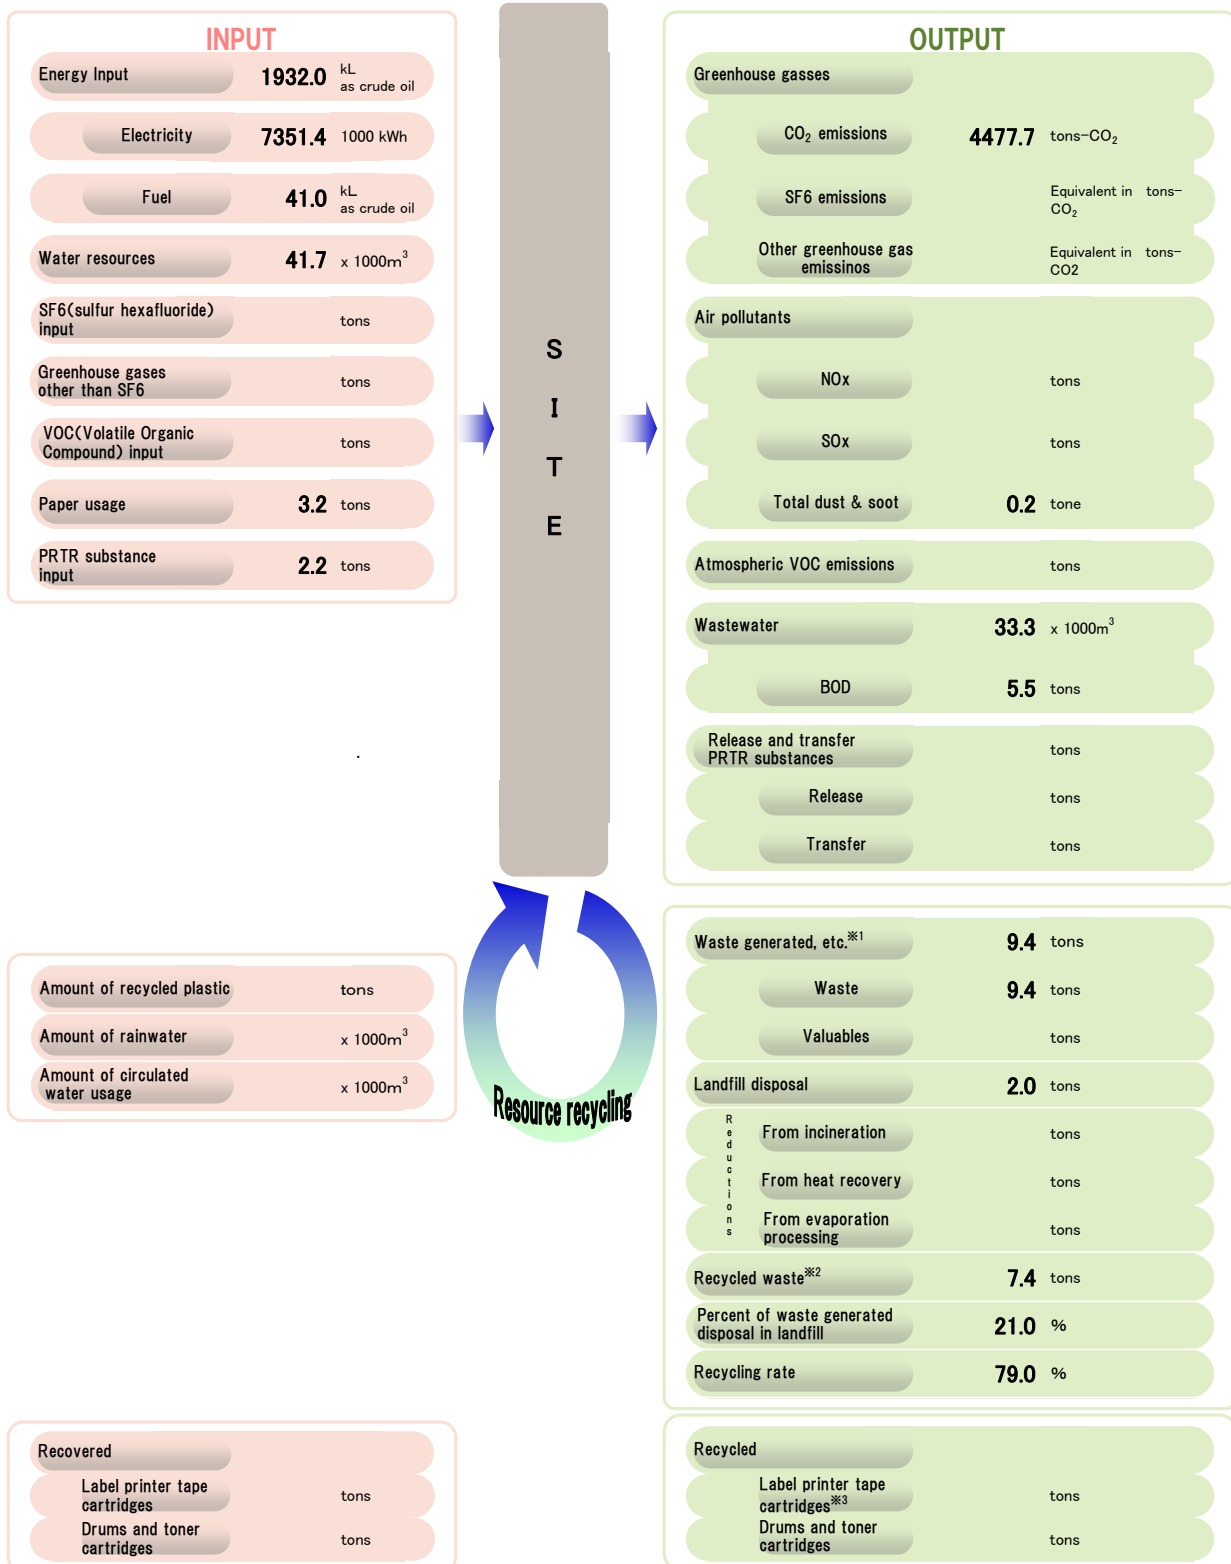 INPUT
Energy Input 1932.0 kL
as crude oil
Electricity 7351.4 1000 kWh
Fuel 41.0 kL
as crude oil
Water resources 41.7 x 1000m³
SF6(sulfur hexafluoride)
input tons
Greenhouse gases
other than SF6 tons
VOC(Volatile Organic
Compound) input tons
Paper usage 3.2 tons
PRTR substance
input 2.2 tons
S
I
T
E
OUTPUT
Greenhouse gasses
CO₂ emissions 4477.7 tons-CO₂
SF6 emissions Equivalent in tons-
CO₂
Other greenhouse gas
emissinos Equivalent in tons-
CO2
Air pollutants
NOx tons
SOx tons
Total dust & soot 0.2 tone
Atmospheric VOC emissions tons
Wastewater 33.3 x 1000m³
BOD 5.5 tons
Release and transfer
PRTR substances tons
Release tons
Transfer tons
Amount of recycled plastic tons
Amount of rainwater x 1000m³
Amount of circulated
water usage x 1000m³
Resource recycling
Waste generated, etc.※1 9.4 tons
Waste 9.4 tons
Valuables tons
Landfill disposal 2.0 tons
Reductions
From incineration tons
From heat recovery tons
From evaporation
processing tons
Recycled waste※2 7.4 tons
Percent of waste generated
disposal in landfill 21.0 %
Recycling rate 79.0 %
Recovered
Label printer tape
cartridges tons
Drums and toner
cartridges tons
Recycled
Label printer tape
cartridges※3 tons
Drums and toner
cartridges tons